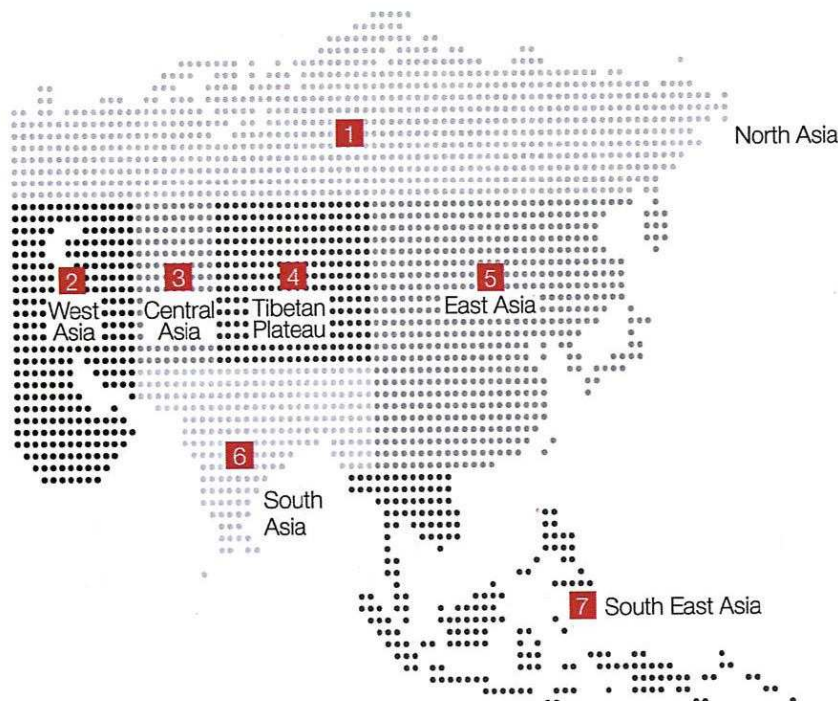 1
North Asia
2
West
Asia
3
Central
Asia
4
Tibetan
Plateau
5
East Asia
6
South
Asia
7
South East Asia